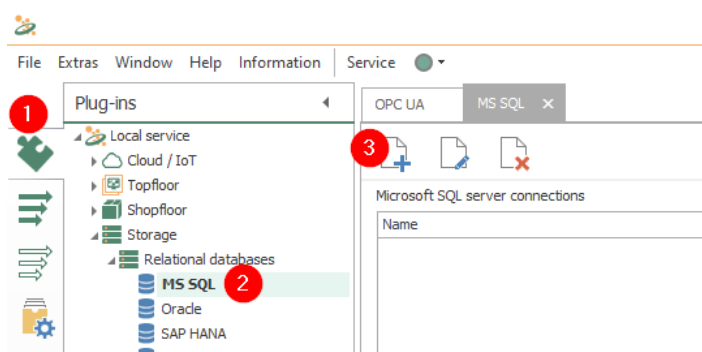 File Extras Window Help Information Service
Plug-ins
OPC UA MS SQL
1
Local service
Cloud / IoT
3
Topfloor
Microsoft SQL server connections
Shopfloor
Name
Storage
Relational databases
MS SQL 2
Oracle
SAP HANA